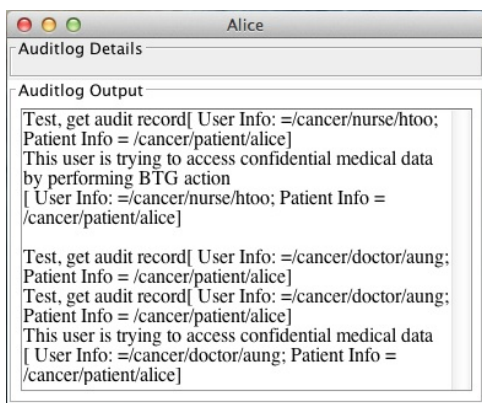 Alice
Auditlog Details
Auditlog Output
Test, get audit record[ User Info: =/cancer/nurse/htoo;
Patient Info = /cancer/patient/alice]
This user is trying to access confidential medical data
by performing BTG action
[ User Info: =/cancer/nurse/htoo; Patient Info =
/cancer/patient/alice]
Test, get audit record[ User Info: =/cancer/doctor/aung;
Patient Info = /cancer/patient/alice]
Test, get audit record[ User Info: =/cancer/doctor/aung;
Patient Info = /cancer/patient/alice]
This user is trying to access confidential medical data
[ User Info: =/cancer/doctor/aung; Patient Info =
/cancer/patient/alice]